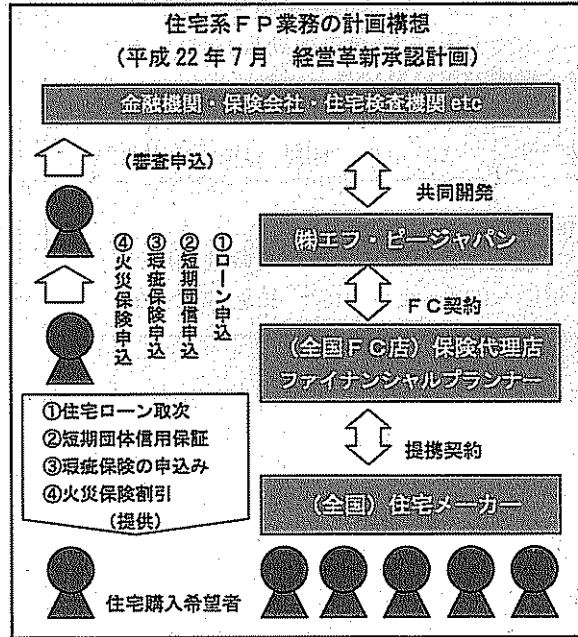 住宅系ＦＰ業務の計画構想
(平成22年7月　経営革新承認計画)
金融機関・保険会社・住宅検査機関 etc
(審査申込)
共同開発
㈱エフ・ピージャパン
①ローン申込
②短期団信申込
③瑕疵保険申込
④火災保険申込
ＦＣ契約
(全国ＦＣ店) 保険代理店
ファイナンシャルプランナー
①住宅ローン取次
②短期団体信用保証
③瑕疵保険の申込み
④火災保険割引
(提供)
提携契約
(全国) 住宅メーカー
住宅購入希望者